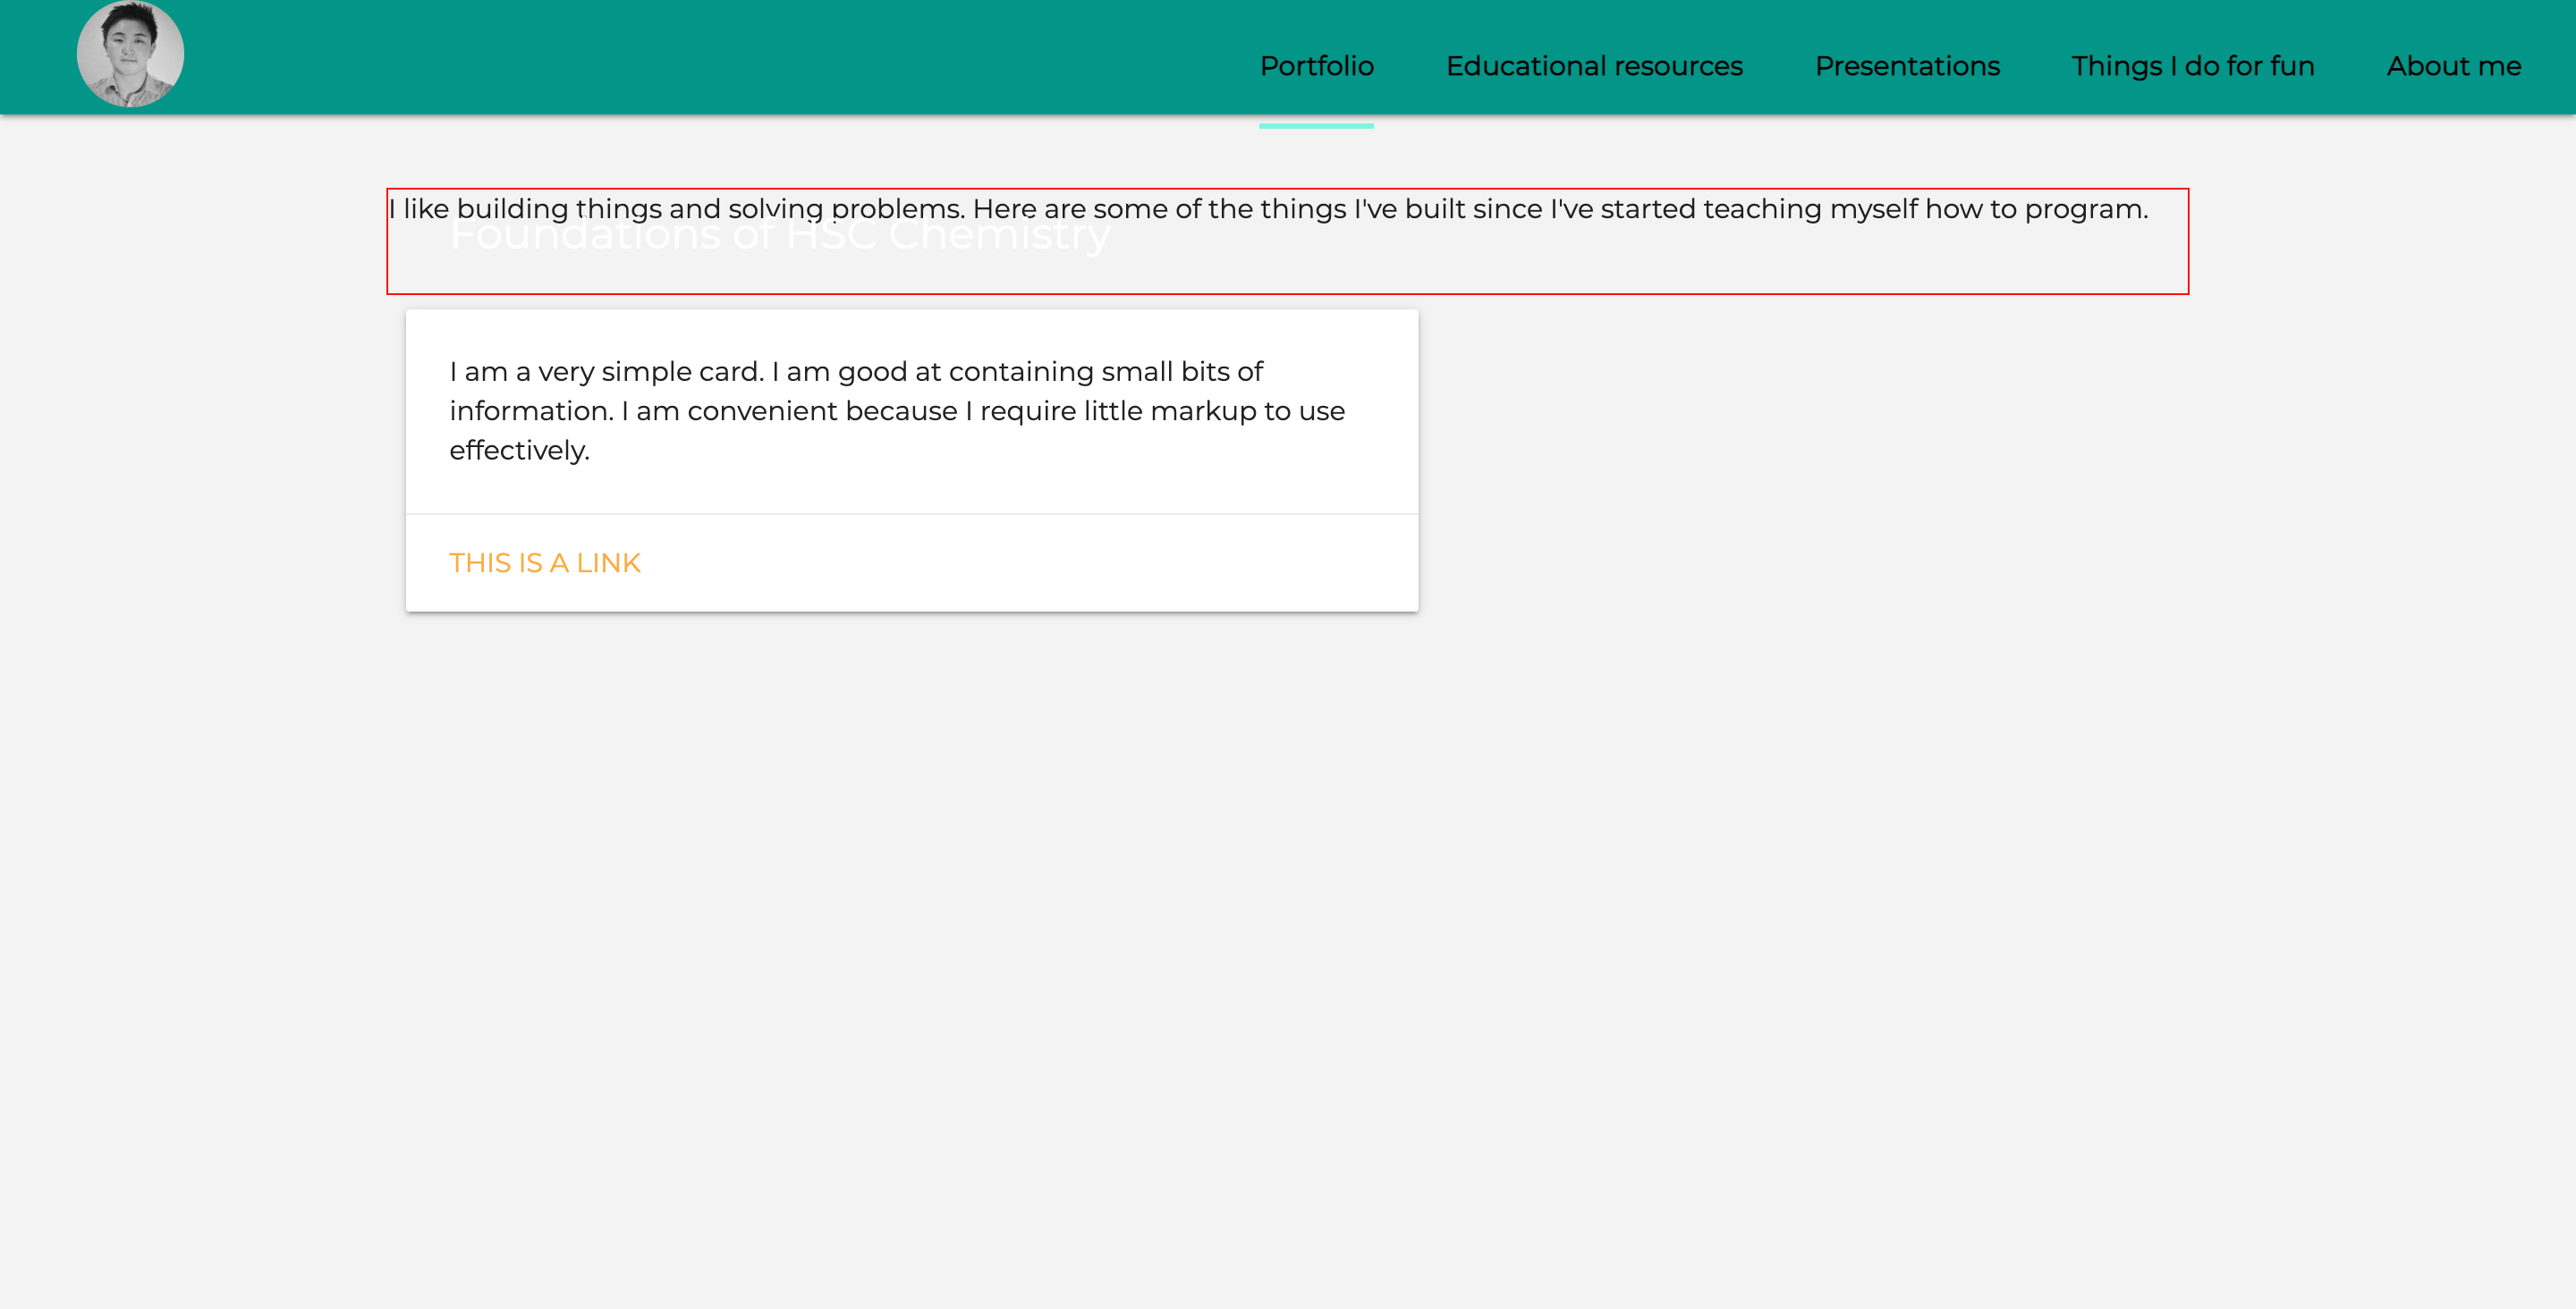 Portfolio Educational resources Presentations Things I do for fun About me
I like building things and solving problems. Here are some of the things I've built since I've started teaching myself how to program.
Foundations of HSC Chemistry
I am a very simple card. I am good at containing small bits of
information. I am convenient because I require little markup to use
effectively.
THIS IS A LINK